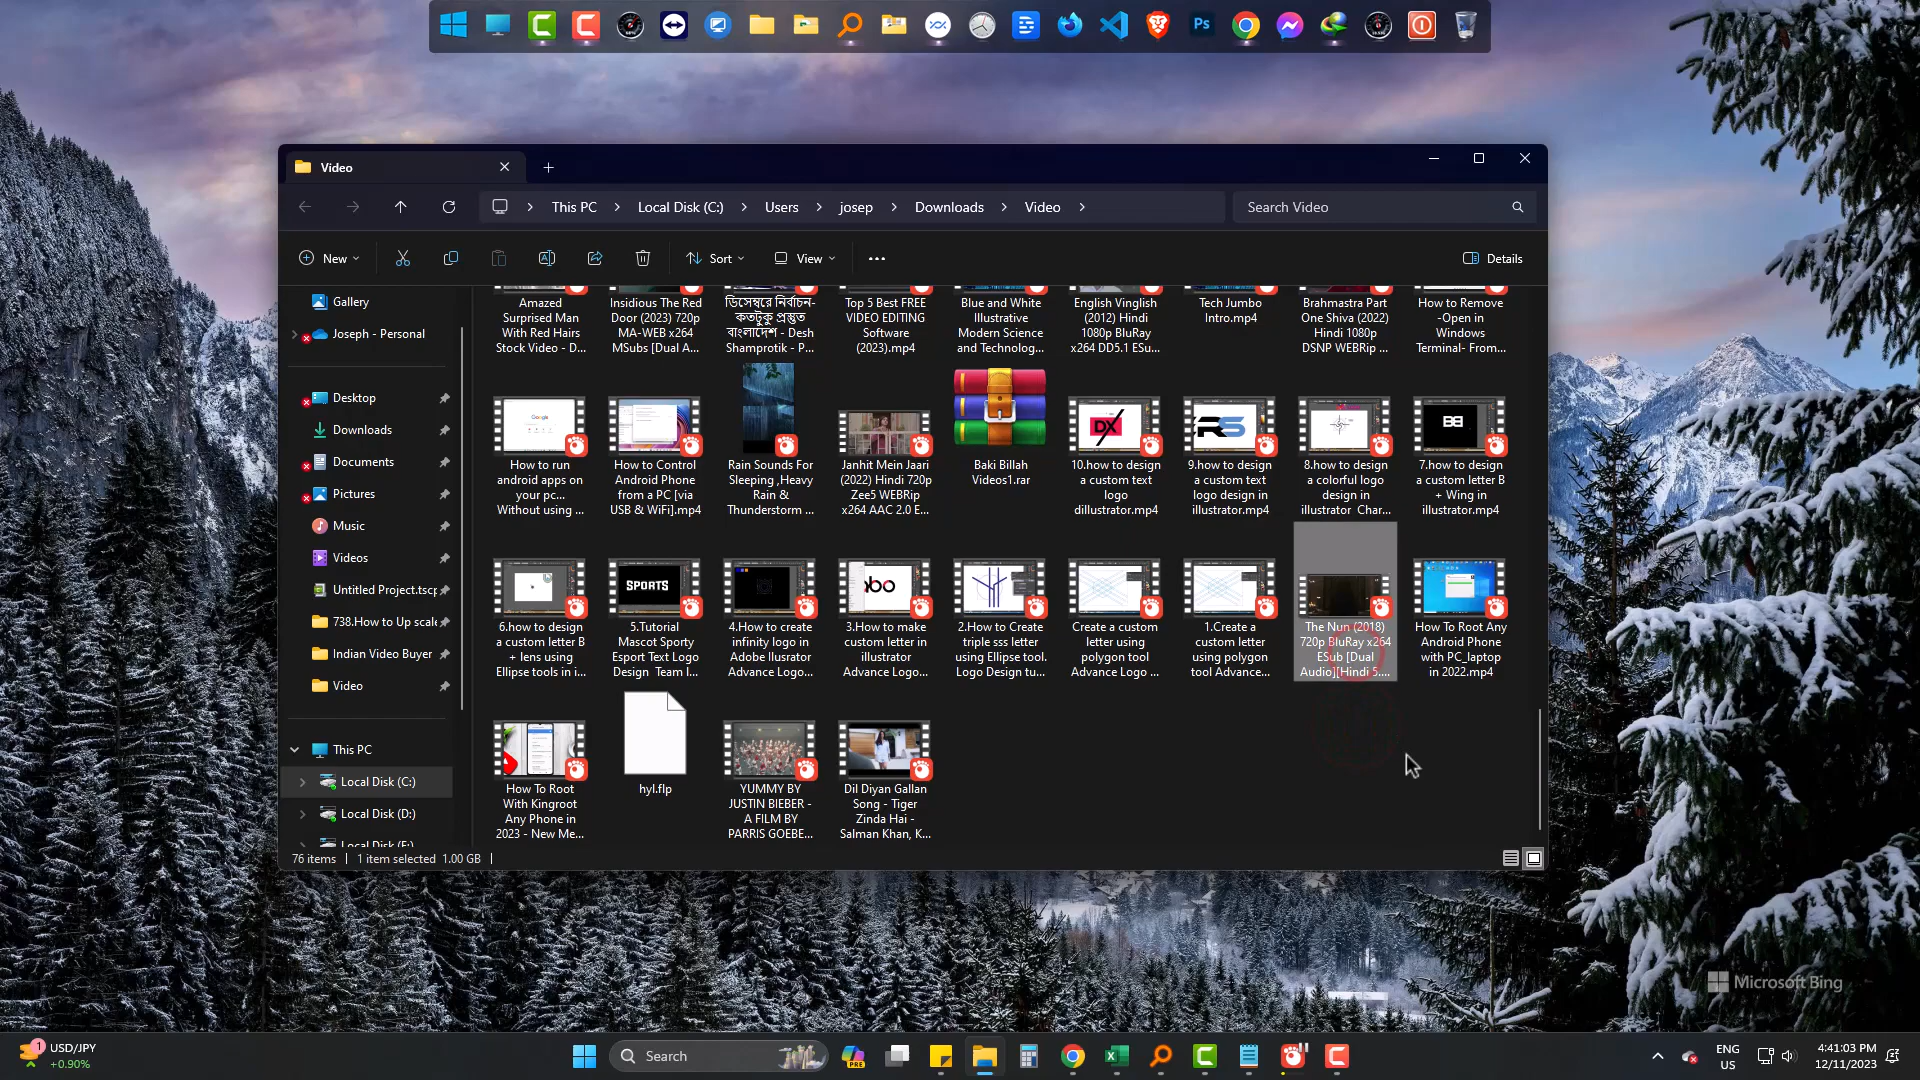 Ps
Video
This PC
Local Disk (C:)
Users
josep
Downloads
Video
Search Video
New
Sort
View
Details
Gallery
Joseph - Personal
Desktop
Downloads
Documents
Pictures
Music
Videos
Untitled Project.tscp
738.How to Up scale
Indian Video Buyer
Video
This PC
Local Disk (C:)
Local Disk (D:)
Amazed
Surprised Man
With Red Hairs
Stock Video - D...
Insidious The Red
Door (2023) 720p
MA-WEB x264
MSubs [Dual A...
ডিসেম্বরে নির্বাচন-
কতটুকু প্রস্তুত
বাংলাদেশ - Desh
Shamprotik - P...
Top 5 Best FREE
VIDEO EDITING
Software
(2023).mp4
Blue and White
Illustrative
Modern Science
and Technolog...
English Vinglish
(2012) Hindi
1080p BluRay
x264 DD5.1 ESu...
Tech Jumbo
Intro.mp4
Brahmastra Part
One Shiva (2022)
Hindi 1080p
DSNP WEBRip ...
How to Remove
-Open in
Windows
Terminal- From...
Google
How to run
android apps on
your pc...
Without using ...
How to Control
Android Phone
from a PC [via
USB & WiFi].mp4
Rain Sounds For
Sleeping ,Heavy
Rain &
Thunderstorm ...
Janhit Mein Jaari
(2022) Hindi 720p
Zee5 WEBRip
x264 AAC 2.0 E...
Baki Billah
Videos1.rar
DX
10.how to design
a custom text
logo
dillustrator.mp4
RS
9.how to design
a custom text
logo design in
illustrator.mp4
8.how to design
a colorful logo
design in
illustrator Char...
BB
7.how to design
a custom letter B
+ Wing in
illustrator.mp4
6.how to design
a custom letter B
+ lens using
Ellipse tools in i...
SPORTS
5.Tutorial
Mascot Sporty
Esport Text Logo
Design Team l...
4.How to create
infinity logo in
Adobe Ilusrator
Advance Logo...
3.How to make
custom letter in
illustrator
Advance Logo...
2.How to Create
triple sss letter
using Ellipse tool.
Logo Design tu...
Create a custom
letter using
polygon tool
Advance Logo ...
1.Create a
custom letter
using polygon
tool Advance...
The Nun (2018)
720p BluRay x264
ESub [Dual
Audio][Hindi 5....
How To Root Any
Android Phone
with PC_laptop
in 2022.mp4
How To Root
With Kingroot
Any Phone in
2023 - New Me...
hyl.flp
YUMMY BY
JUSTIN BIEBER -
A FILM BY
PARRIS GOEBE...
Dil Diyan Gallan
Song - Tiger
Zinda Hai -
Salman Khan, K...
76 items
1 item selected 1.00 GB
Microsoft Bing
1
USD/JPY
+0.90%
Search
PRE
ENG
US
4:41:03 PM
12/11/2023